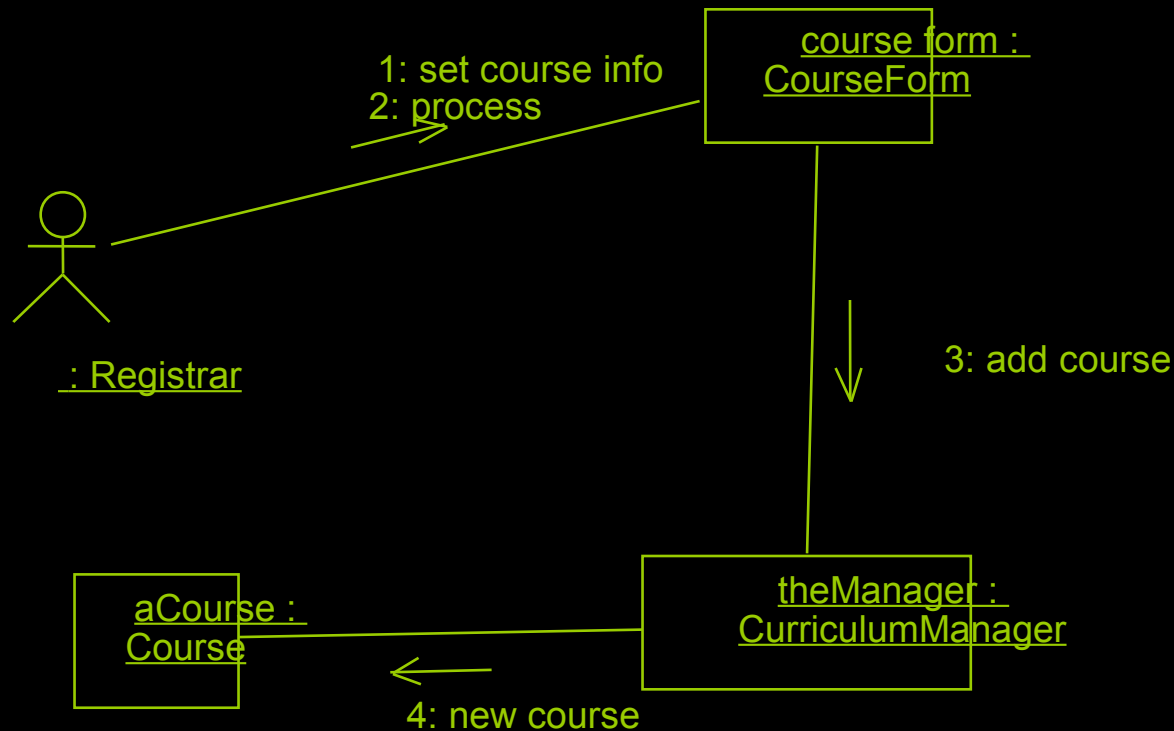 course form :
CourseForm
1: set course info
2: process
: Registrar
3: add course
theManager :
CurriculumManager
aCourse :
Course
4: new course